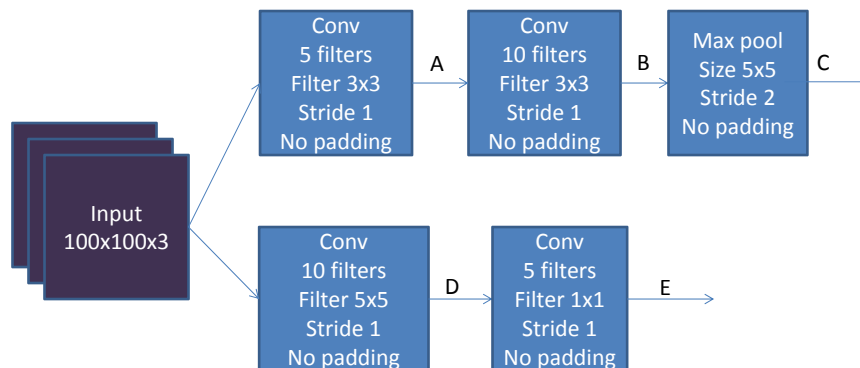 Conv
5 filters
Filter 3x3
Stride 1
No padding
A
Conv
10 filters
Filter 3x3
Stride 1
No padding
B
Max pool
Size 5x5
Stride 2
No padding
C
Input
100x100x3
Conv
10 filters
Filter 5x5
Stride 1
No padding
D
Conv
5 filters
Filter 1x1
Stride 1
No padding
E